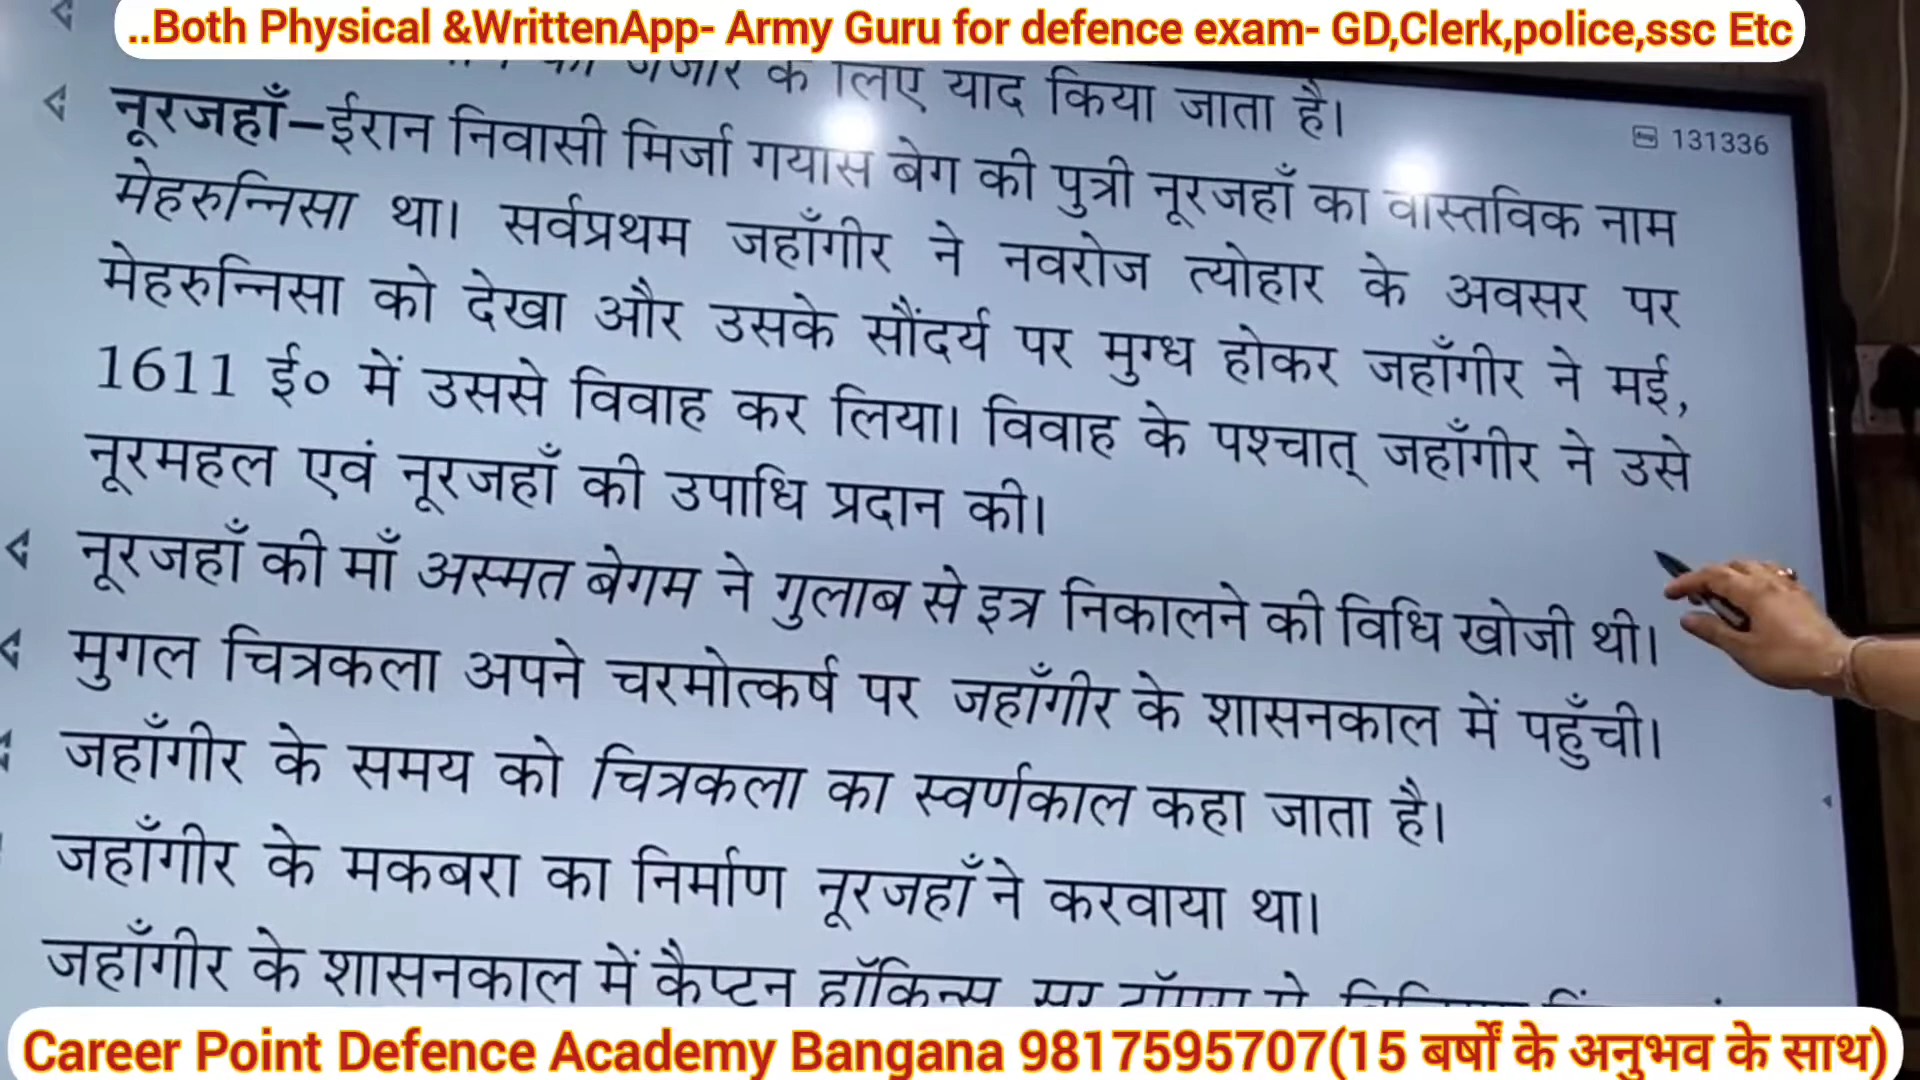 ..Both Physical &WrittenApp- Army Guru for defence exam- GD,Clerk,police,ssc Etc
के लिए याद किया जाता है।
131336
नूरजहाँ–ईरान निवासी मिर्जा गयास बेग की पुत्री नूरजहाँ का वास्तविक नाम
मेहरुन्निसा था। सर्वप्रथम जहाँगीर ने नवरोज त्योहार के अवसर पर
मेहरुन्निसा को देखा और उसके सौंदर्य पर मुग्ध होकर जहाँगीर ने मई,
1611 ई० में उससे विवाह कर लिया। विवाह के पश्चात् जहाँगीर ने उसे
नूरमहल एवं नूरजहाँ की उपाधि प्रदान की।
नूरजहाँ की माँ अस्मत बेगम ने गुलाब से इत्र निकालने की विधि खोजी थी।
मुगल चित्रकला अपने चरमोत्कर्ष पर जहाँगीर के शासनकाल में पहुँची।
जहाँगीर के समय को चित्रकला का स्वर्णकाल कहा जाता है।
जहाँगीर के मकबरा का निर्माण नूरजहाँ ने करवाया था।
जहाँगीर के शासनकाल में कैप्टन हॉकिन्स सर टॉमस रो
Career Point Defence Academy Bangana 9817595707(15 बर्षों के अनुभव के साथ)